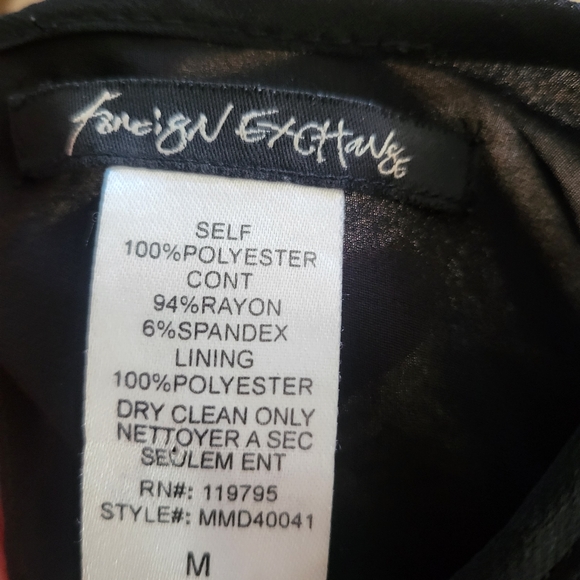 Foreign Exchange
SELF
100%POLYESTER
CONT
94%RAYON
6%SPANDEX
LINING
100%POLYESTER
DRY CLEAN ONLY
NETTOYER A SEC
SEULEM ENT
RN#: 119795
STYLE#: MMD40041
M